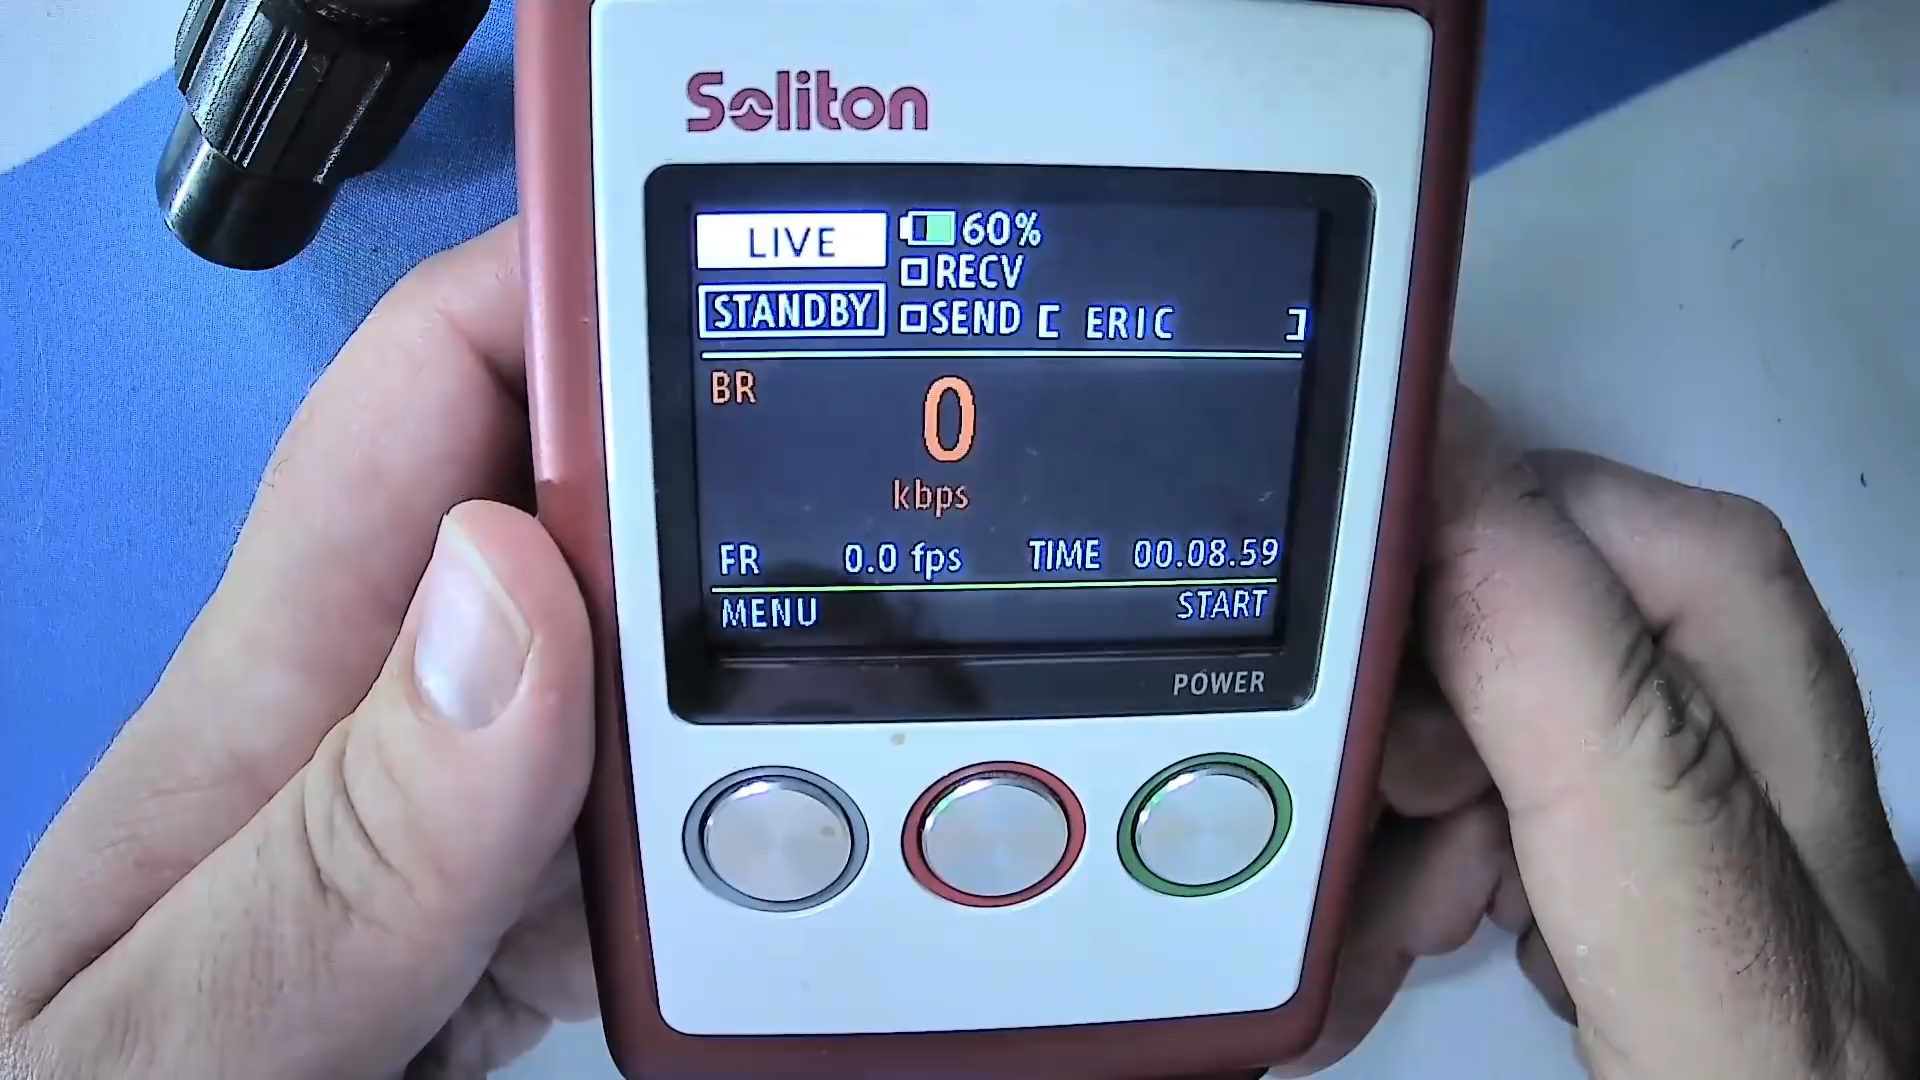 Soliton
LIVE 60%
RECV
STANDBY SEND [ ERIC ]
BR 0
kbps
FR 0.0 fps TIME 00.08.59
MENU START
POWER